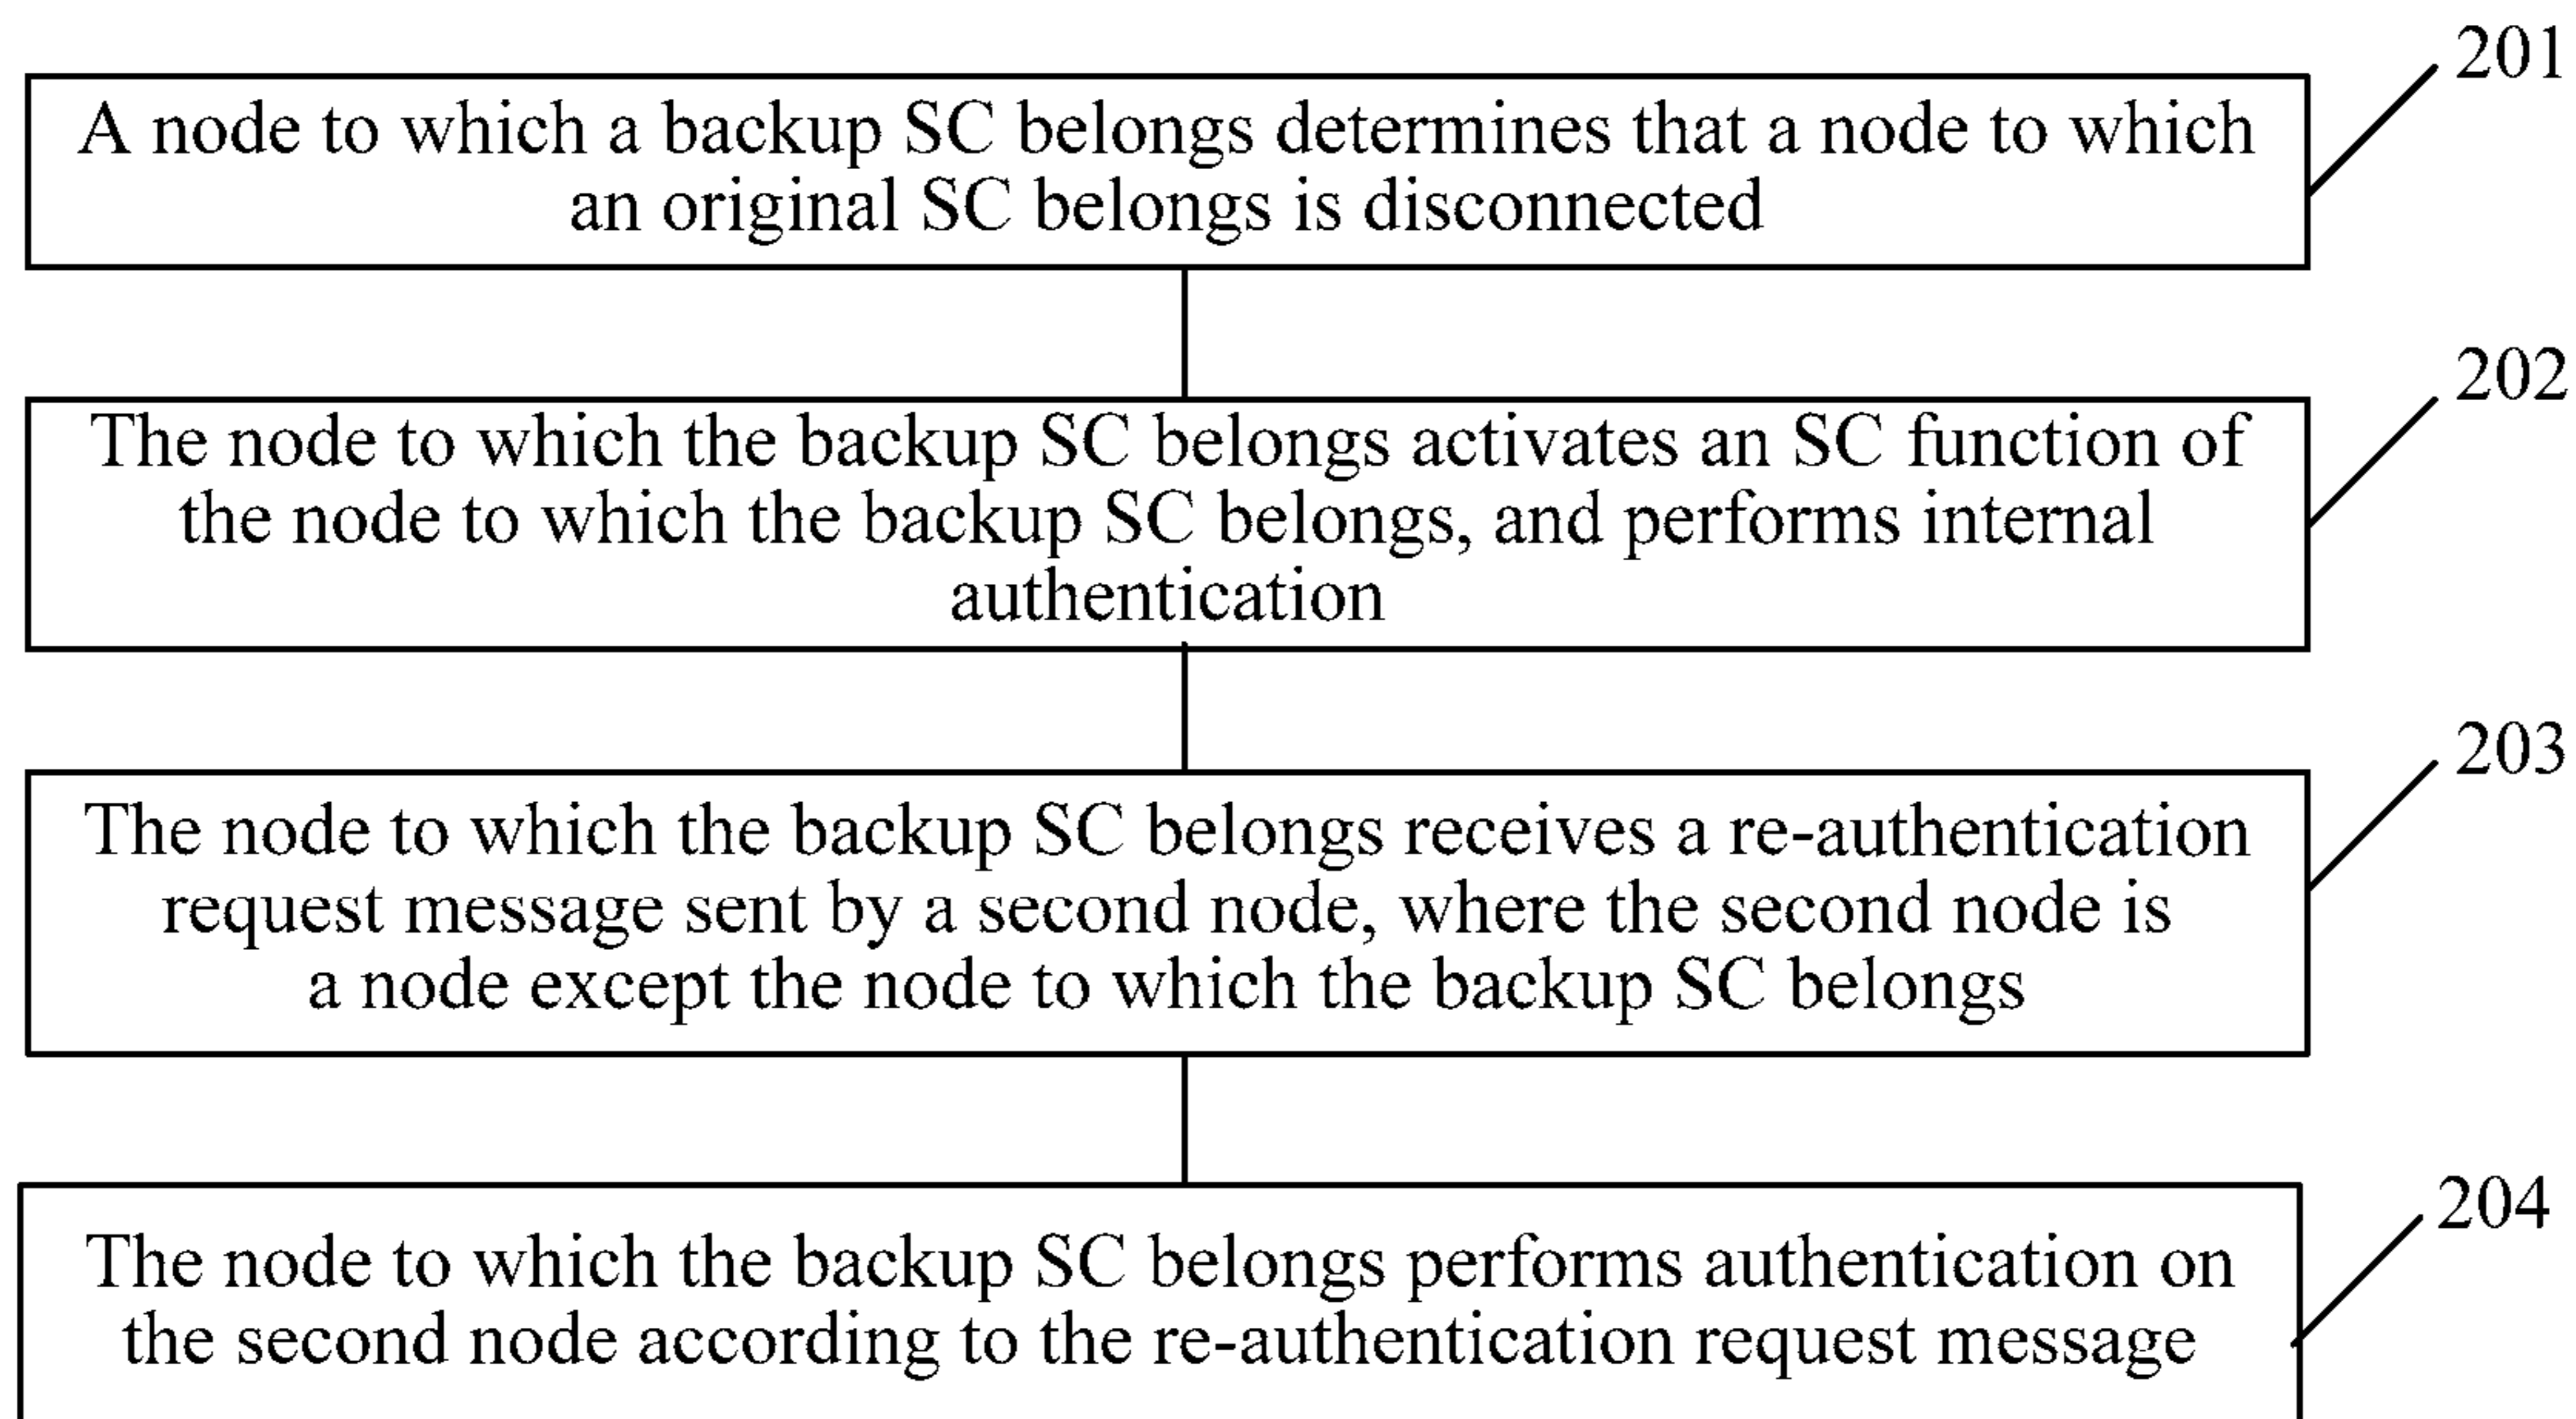 201
A node to which a backup SC belongs determines that a node to which
an original SC belongs is disconnected
202
The node to which the backup SC belongs activates an SC function of
the node to which the backup SC belongs, and performs internal
authentication
203
The node to which the backup SC belongs receives a re-authentication
request message sent by a second node, where the second node is
a node except the node to which the backup SC belongs
204
The node to which the backup SC belongs performs authentication on
the second node according to the re-authentication request message